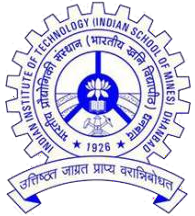 INDIAN INSTITUTE OF TECHNOLOGY (INDIAN SCHOOL OF MINES) DHANBAD
भारतीय प्रौद्योगिकी संस्थान (भारतीय खनि विद्यापीठ) धनबाद
* 1926 *
उत्तिष्ठत जाग्रत प्राप्य वरान्निबोधत